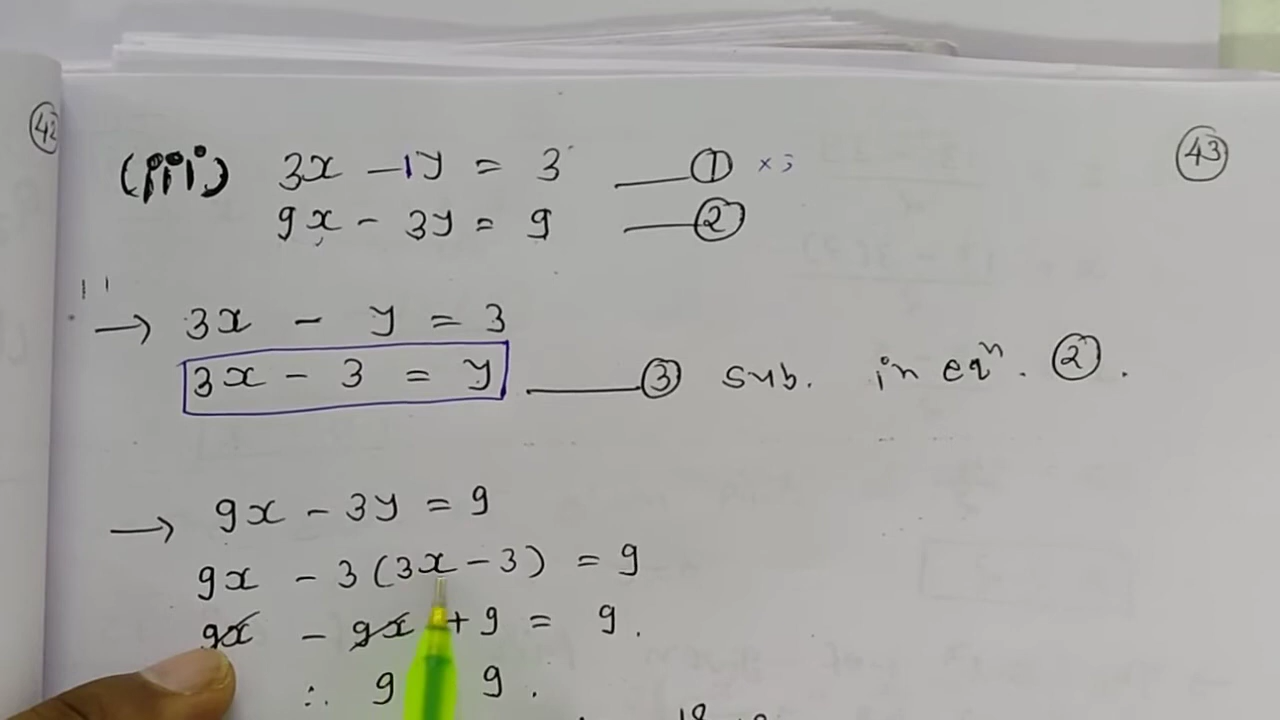 42
43
(iii) 3x - 1y = 3 ——① ×3
9x - 3y = 9 ——②
→ 3x - y = 3
3x - 3 = y ——③ sub. in eqⁿ. ②.
→ 9x - 3y = 9
9x - 3(3x - 3) = 9
9x - 9x + 9 = 9.
∴ 9 9.